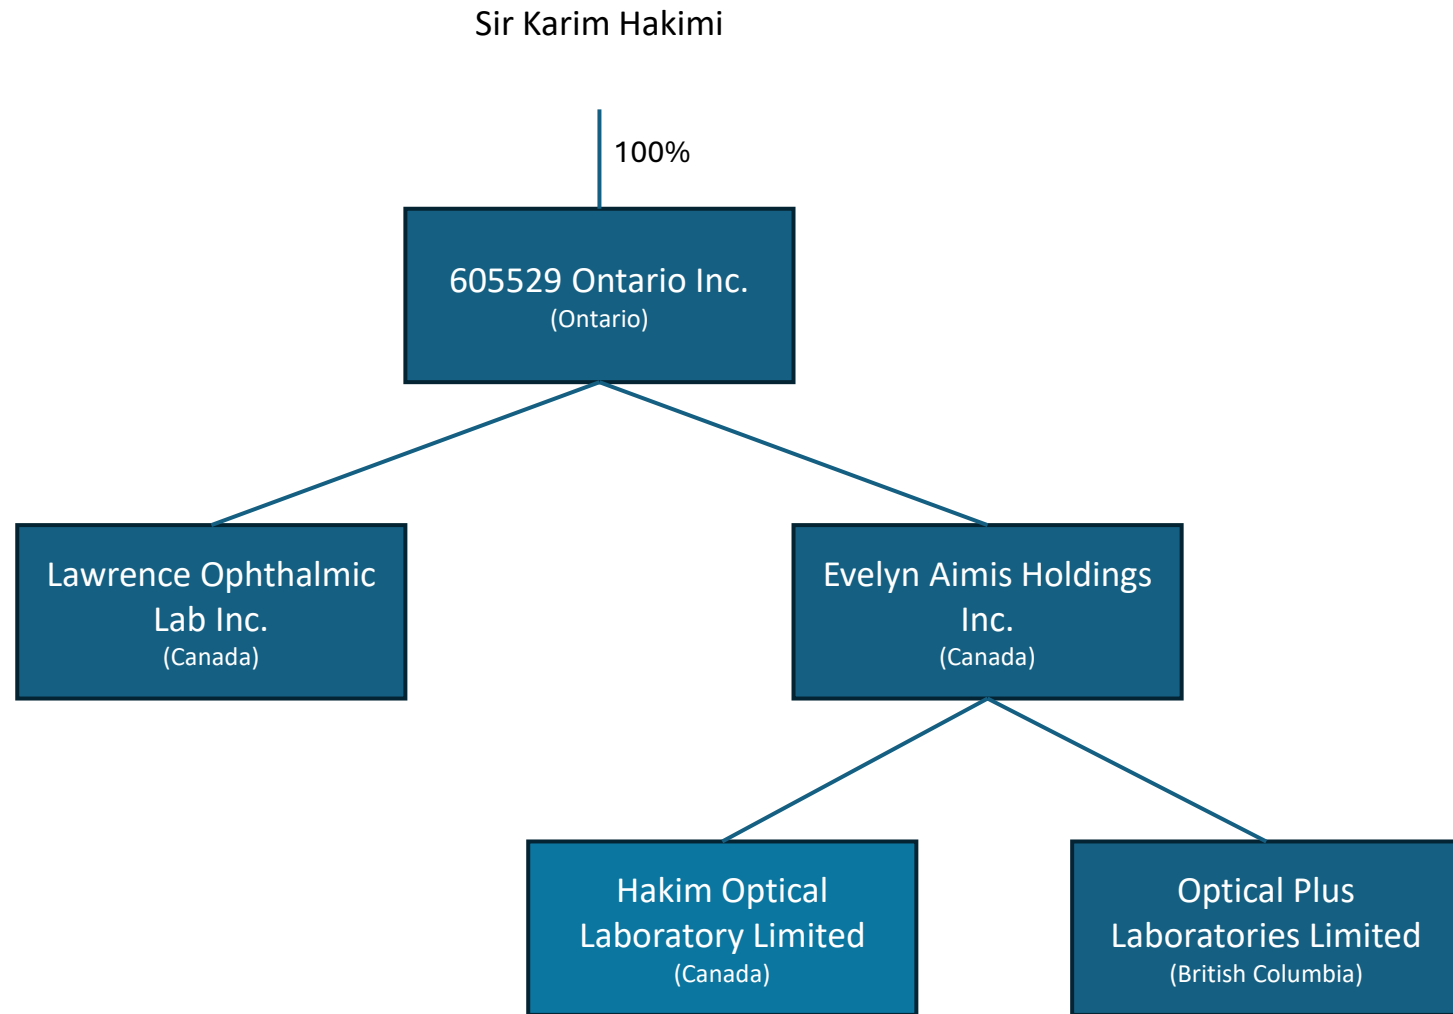 Sir Karim Hakimi
100%
605529 Ontario Inc.
(Ontario)
Lawrence Ophthalmic
Lab Inc.
(Canada)
Evelyn Aimis Holdings
Inc.
(Canada)
Hakim Optical
Laboratory Limited
(Canada)
Optical Plus
Laboratories Limited
(British Columbia)